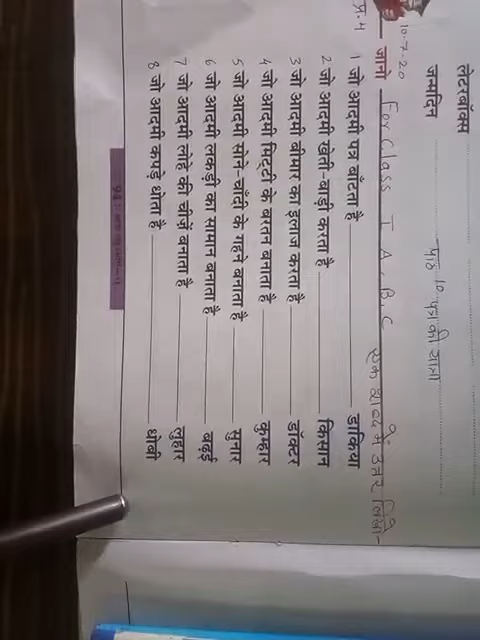 लेटरबॉक्स
जन्मदिन
पाठ 10 पत्र की यात्रा
10-7-20
प्र.4
जानो For Class I A, B, C एक शब्द में उत्तर लिखो-
1 जो आदमी पत्र बाँटता है डाकिया
2 जो आदमी खेती-बाड़ी करता है किसान
3 जो आदमी बीमार का इलाज करता है डॉक्टर
4 जो आदमी मिट्टी के बरतन बनाता है कुम्हार
5 जो आदमी सोने-चाँदी के गहने बनाता है सुनार
6 जो आदमी लकड़ी का सामान बनाता है बढ़ई
7 जो आदमी लोहे की चीज़ें बनाता है लुहार
8 जो आदमी कपड़े धोता है धोबी